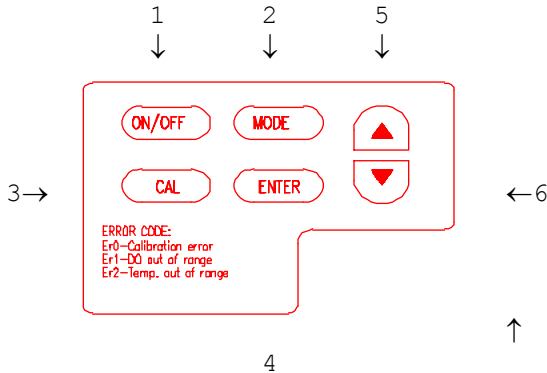 1 2 5
↓ ↓ ↓
ON/OFF MODE
3→ CAL ENTER ←6
ERROR CODE:
Er0-Calibration error
Er1-DO out of range
Er2-Temp. out of range
↑
4